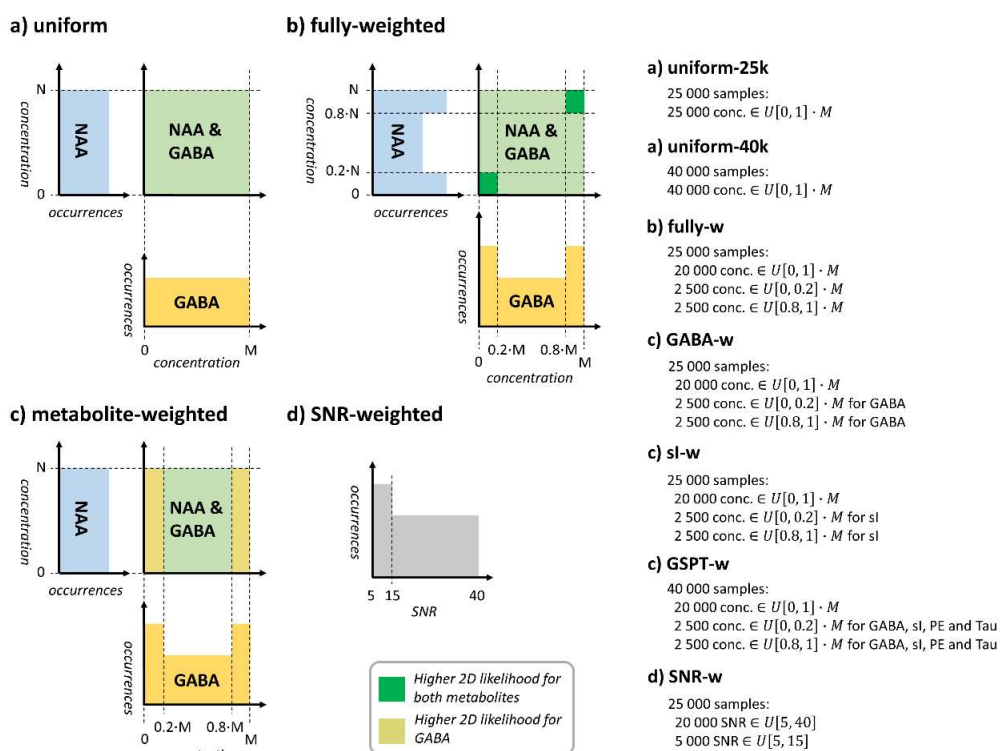 a) uniform
N
concentration
NAA
0
occurrences
NAA &
GABA
occurrences
GABA
0
M
concentration
b) fully-weighted
N
0.8·N
concentration
NAA
0.2·N
0
occurrences
NAA &
GABA
occurrences
GABA
0
0.2·M
0.8·M
M
concentration
c) metabolite-weighted
N
concentration
NAA
0
occurrences
NAA &
GABA
occurrences
GABA
0
0.2·M
0.8·M
M
d) SNR-weighted
occurrences
5
15
40
SNR
Higher 2D likelihood for
both metabolites
Higher 2D likelihood for
GABA
a) uniform-25k
25 000 samples:
25 000 conc. ∈ U[0, 1] · M
a) uniform-40k
40 000 samples:
40 000 conc. ∈ U[0, 1] · M
b) fully-w
25 000 samples:
20 000 conc. ∈ U[0, 1] · M
2 500 conc. ∈ U[0, 0.2] · M
2 500 conc. ∈ U[0.8, 1] · M
c) GABA-w
25 000 samples:
20 000 conc. ∈ U[0, 1] · M
2 500 conc. ∈ U[0, 0.2] · M for GABA
2 500 conc. ∈ U[0.8, 1] · M for GABA
c) sI-w
25 000 samples:
20 000 conc. ∈ U[0, 1] · M
2 500 conc. ∈ U[0, 0.2] · M for sI
2 500 conc. ∈ U[0.8, 1] · M for sI
c) GSPT-w
40 000 samples:
20 000 conc. ∈ U[0, 1] · M
2 500 conc. ∈ U[0, 0.2] · M for GABA, sI, PE and Tau
2 500 conc. ∈ U[0.8, 1] · M for GABA, sI, PE and Tau
d) SNR-w
25 000 samples:
20 000 SNR ∈ U[5, 40]
5 000 SNR ∈ U[5, 15]